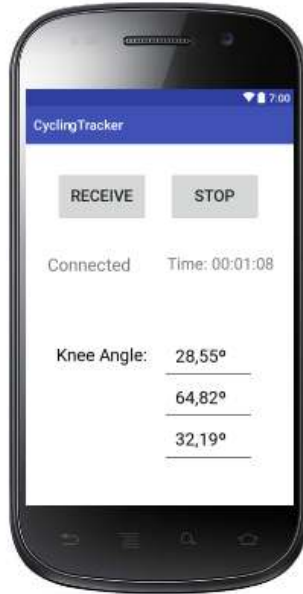 7:00
CyclingTracker
RECEIVE STOP
Connected Time: 00:01:08
Knee Angle: 28,55º
64,82º
32,19º